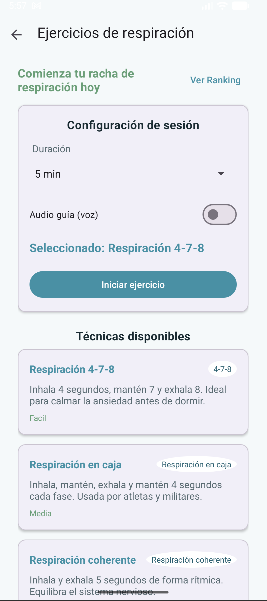 Ejercicios de respiración
Comienza tu racha de
respiración hoy
Ver Ranking
Configuración de sesión
Duración
5 min
Audio guía (voz)
Seleccionado: Respiración 4-7-8
Iniciar ejercicio
Técnicas disponibles
Respiración 4-7-8
4-7-8
Inhala 4 segundos, mantén 7 y exhala 8. Ideal
para calmar la ansiedad antes de dormir.
Facil
Respiración en caja
Respiración en caja
Inhala, mantén, exhala y mantén 4 segundos
cada fase. Usada por atletas y militares.
Media
Respiración coherente
Respiración coherente
Inhala y exhala 5 segundos de forma rítmica.
Equilibra el sistema nervioso.